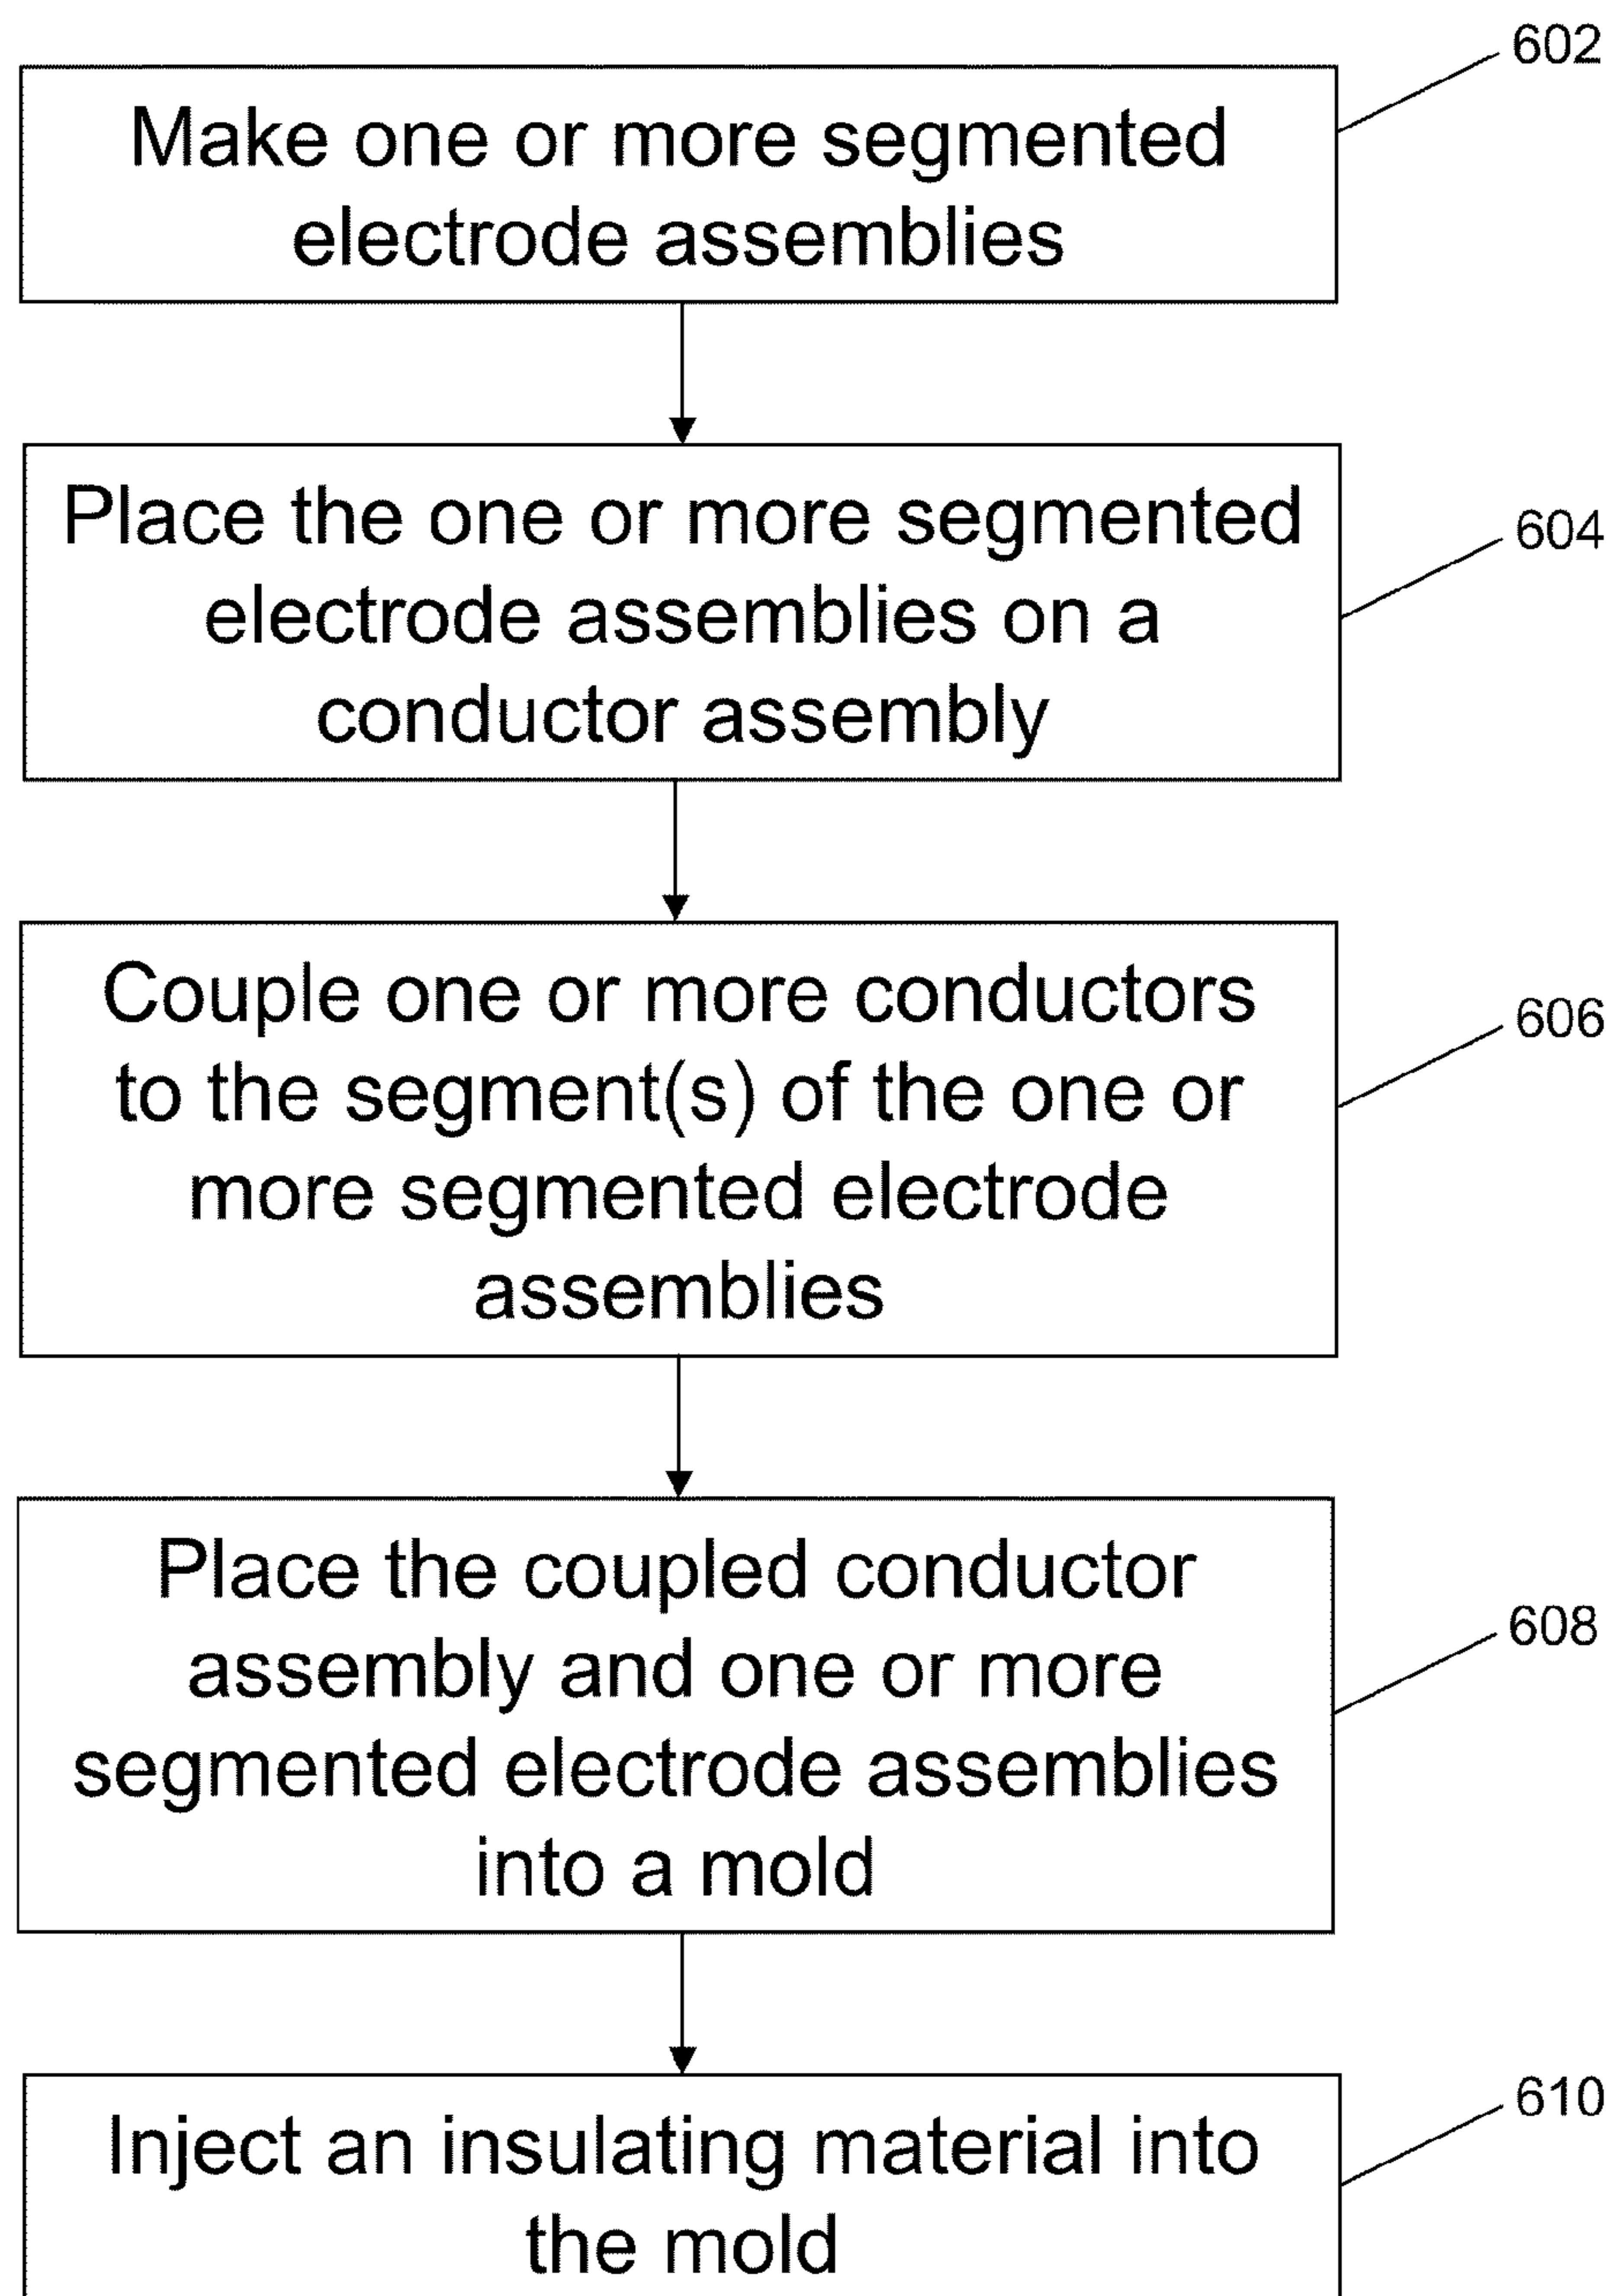 602
Make one or more segmented
electrode assemblies
Place the one or more segmented
electrode assemblies on a
conductor assembly
604
Couple one or more conductors
to the segment(s) of the one or
more segmented electrode
assemblies
606
Place the coupled conductor
assembly and one or more
segmented electrode assemblies
into a mold
608
Inject an insulating material into
the mold
610